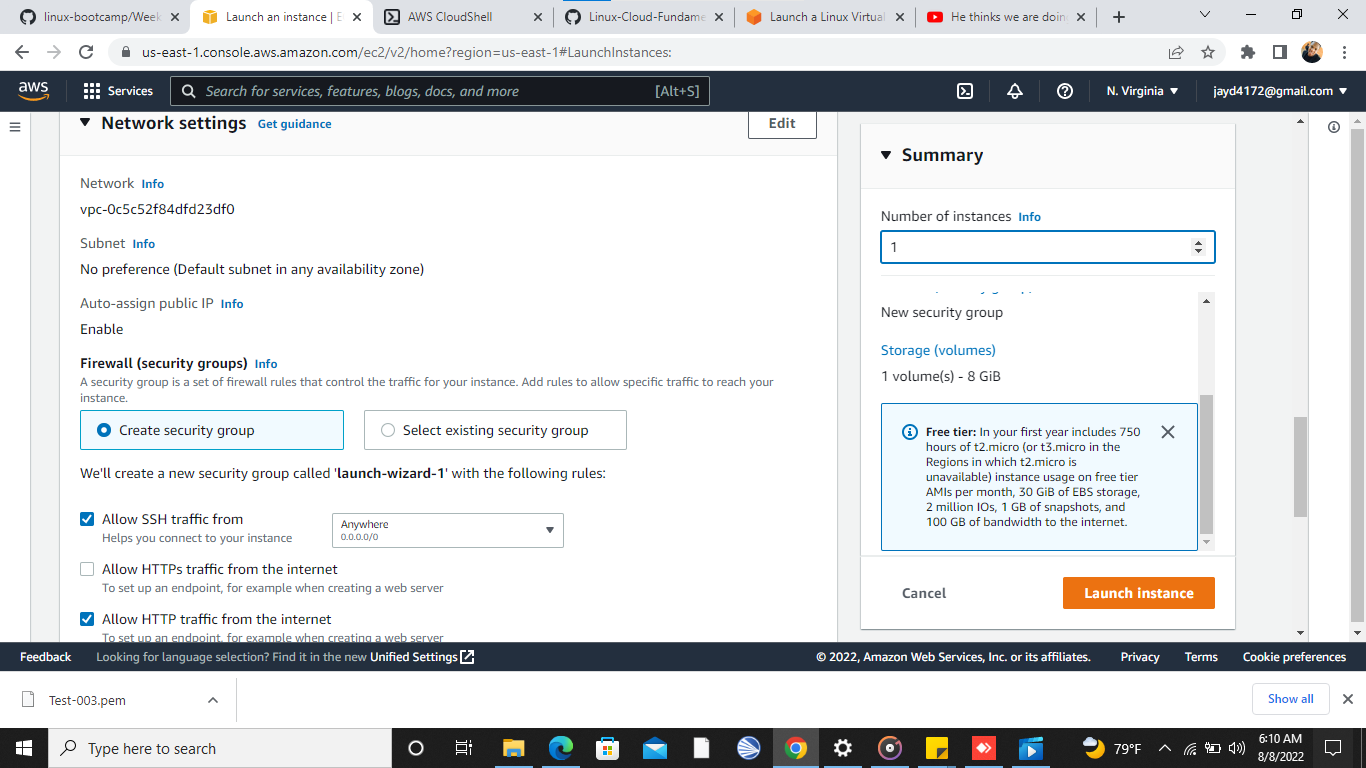 linux-bootcamp/Week
Launch an instance | E
AWS CloudShell
Linux-Cloud-Fundame
Launch a Linux Virtual
He thinks we are doin
us-east-1.console.aws.amazon.com/ec2/v2/home?region=us-east-1#LaunchInstances:
aws
Services
Search for services, features, blogs, docs, and more
[Alt+S]
N. Virginia
jayd4172@gmail.com
Network settings Get guidance
Edit
Network Info
vpc-0c5c52f84dfd23df0
Subnet Info
No preference (Default subnet in any availability zone)
Auto-assign public IP Info
Enable
Firewall (security groups) Info
A security group is a set of firewall rules that control the traffic for your instance. Add rules to allow specific traffic to reach your
instance.
Create security group
Select existing security group
We'll create a new security group called 'launch-wizard-1' with the following rules:
Allow SSH traffic from
Helps you connect to your instance
Anywhere
0.0.0.0/0
Allow HTTPs traffic from the internet
To set up an endpoint, for example when creating a web server
Allow HTTP traffic from the internet
To set up an endpoint, for example when creating a web server
Summary
Number of instances Info
1
New security group
Storage (volumes)
1 volume(s) - 8 GiB
Free tier: In your first year includes 750
hours of t2.micro (or t3.micro in the
Regions in which t2.micro is
unavailable) instance usage on free tier
AMIs per month, 30 GiB of EBS storage,
2 million IOs, 1 GB of snapshots, and
100 GB of bandwidth to the internet.
Cancel
Launch instance
Feedback
Looking for language selection? Find it in the new Unified Settings
© 2022, Amazon Web Services, Inc. or its affiliates.
Privacy
Terms
Cookie preferences
Test-003.pem
Show all
Type here to search
79°F
6:10 AM
8/8/2022